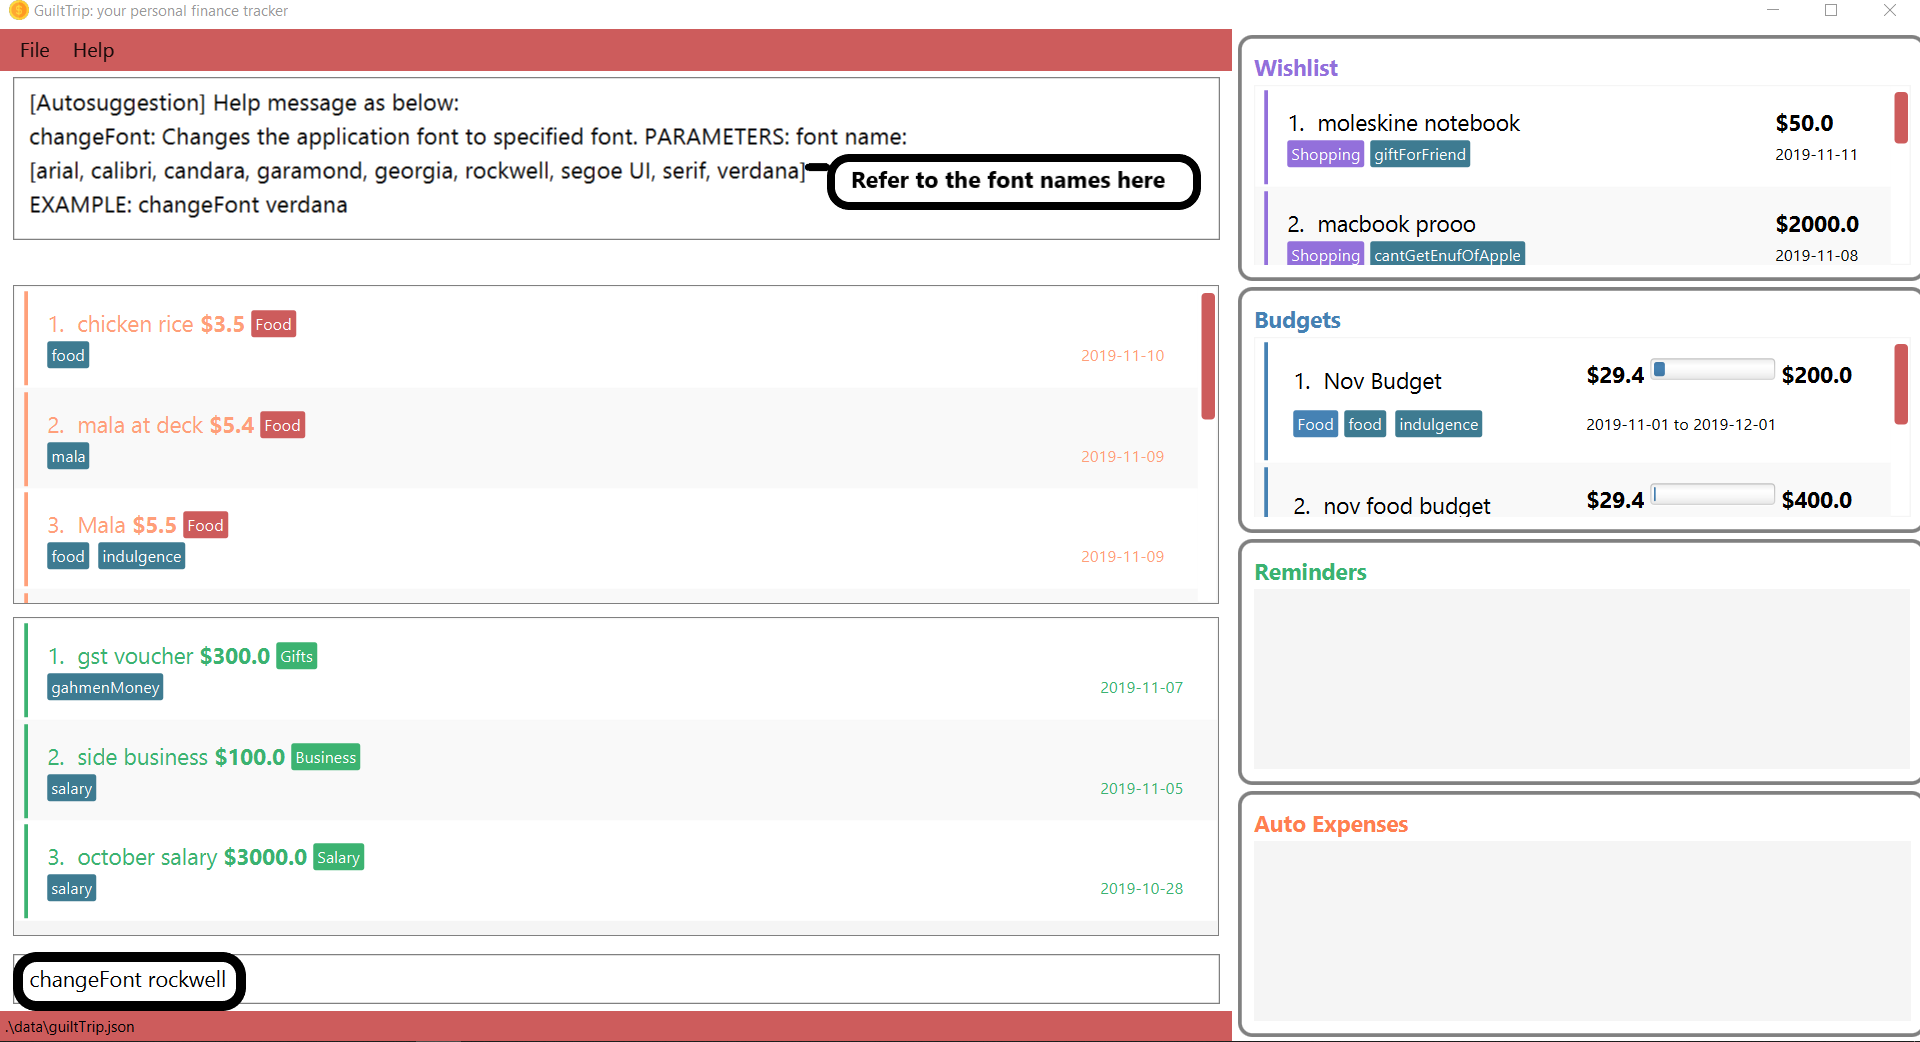 GuiltTrip: your personal finance tracker
File Help
[Autosuggestion] Help message as below:
changeFont: Changes the application font to specified font. PARAMETERS: font name:
[arial, calibri, candara, garamond, georgia, rockwell, segoe UI, serif, verdana]
Refer to the font names here
EXAMPLE: changeFont verdana
1. chicken rice $3.5 Food
food 2019-11-10
2. mala at deck $5.4 Food
mala 2019-11-09
3. Mala $5.5 Food
food indulgence 2019-11-09
1. gst voucher $300.0 Gifts
gahmenMoney 2019-11-07
2. side business $100.0 Business
salary 2019-11-05
3. october salary $3000.0 Salary
salary 2019-10-28
changeFont rockwell
.\data\guiltTrip.json
Wishlist
1. moleskine notebook $50.0
Shopping giftForFriend 2019-11-11
2. macbook prooo $2000.0
Shopping cantGetEnufOfApple 2019-11-08
Budgets
1. Nov Budget $29.4 $200.0
Food food indulgence 2019-11-01 to 2019-12-01
2. nov food budget $29.4 $400.0
Reminders
Auto Expenses